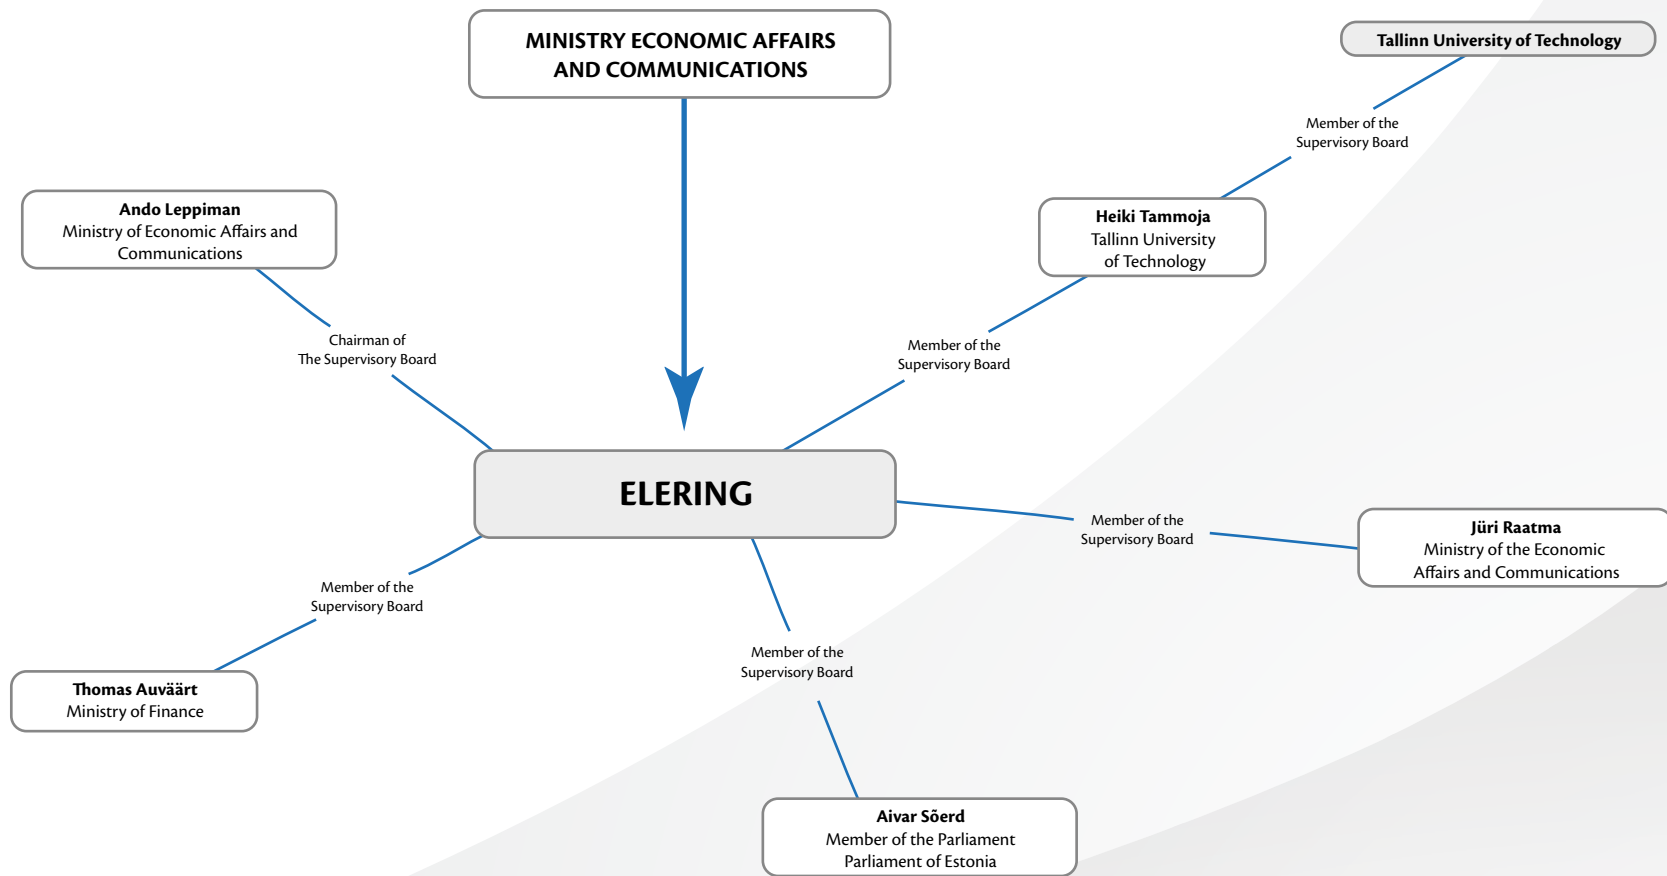 MINISTRY ECONOMIC AFFAIRS
AND COMMUNICATIONS
Tallinn University of Technology
Member of the
Supervisory Board
Ando Leppiman
Ministry of Economic Affairs and
Communications
Heiki Tammoja
Tallinn University
of Technology
Chairman of
The Supervisory Board
Member of the
Supervisory Board
ELERING
Member of the
Supervisory Board
Jüri Raatma
Ministry of the Economic
Affairs and Communications
Member of the
Supervisory Board
Member of the
Supervisory Board
Thomas Auväärt
Ministry of Finance
Aivar Sõerd
Member of the Parliament
Parliament of Estonia